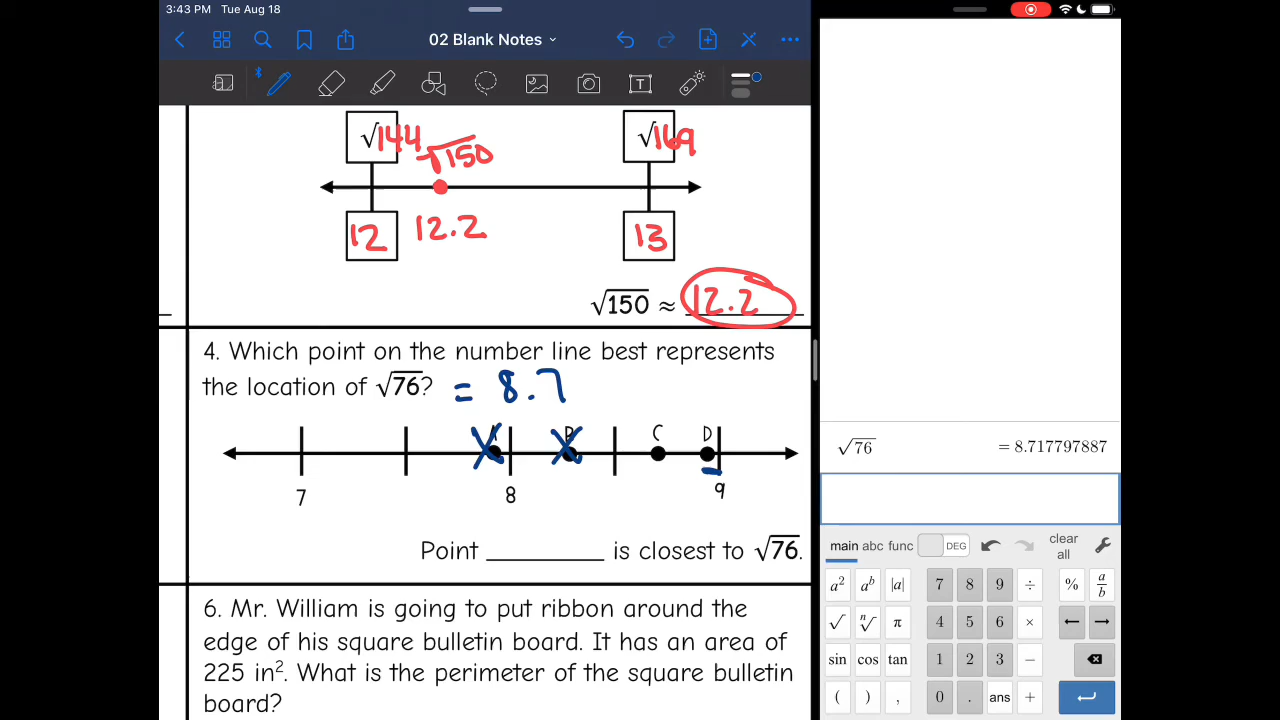 3:43 PM Tue Aug 18
02 Blank Notes
√144
√150
√169
12
12.2
13
√150 ≈ 12.2
4. Which point on the number line best represents
the location of √76? = 8.7
A B C D
7 8 9
Point ________ is closest to √76.
6. Mr. William is going to put ribbon around the
edge of his square bulletin board. It has an area of
225 in². What is the perimeter of the square bulletin
board?
√76 = 8.717797887
main abc func DEG clear all
a² aᵇ |a| 7 8 9 ÷ % a/b
√ ⁿ√ π 4 5 6 × ← →
sin cos tan 1 2 3 −
( ) , 0 . ans +